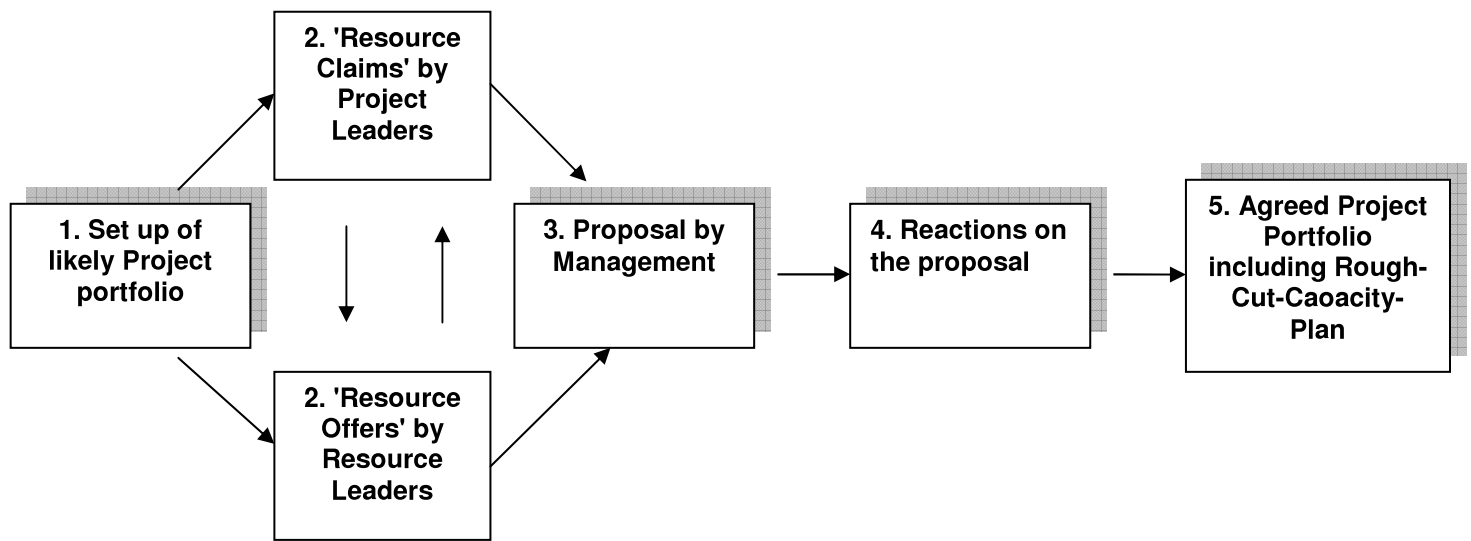 2. 'Resource
Claims' by
Project
Leaders
1. Set up of
likely Project
portfolio
2. 'Resource
Offers' by
Resource
Leaders
3. Proposal by
Management
4. Reactions on
the proposal
5. Agreed Project
Portfolio
including Rough-
Cut-Caoacity-
Plan